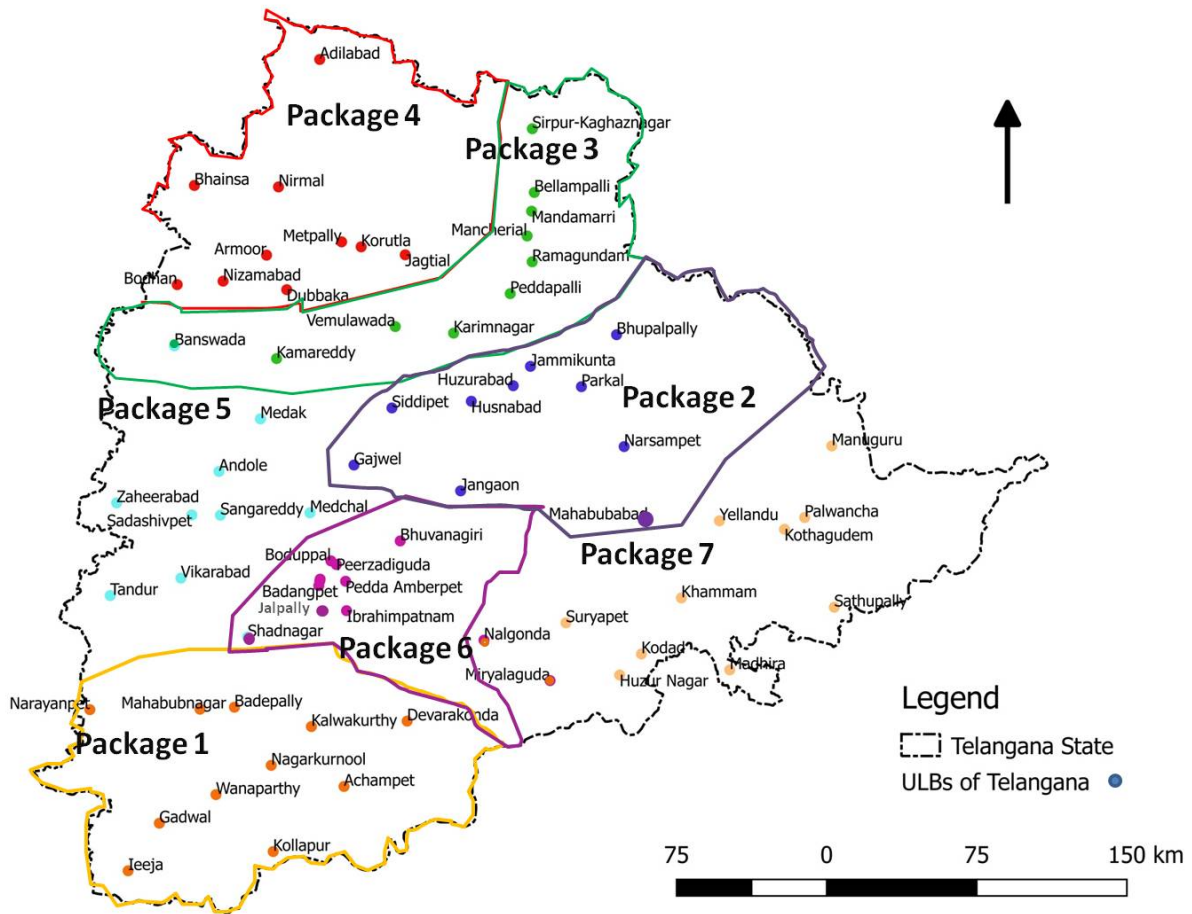 Adilabad
Package 4
Sirpur-Kaghaznagar
Package 3
Bhainsa
Nirmal
Bellampalli
Mandamarri
Metpally
Korutla
Mancherial
Armoor
Jagtial
Ramagundam
Bodhan
Nizamabad
Dubbaka
Peddapalli
Vemulawada
Karimnagar
Bhupalpally
Banswada
Kamareddy
Jammikunta
Huzurabad
Parkal
Package 5
Siddipet
Husnabad
Package 2
Medak
Narsampet
Manuguru
Andole
Gajwel
Jangaon
Zaheerabad
Sadashivpet
Sangareddy
Medchal
Mahabubabad
Yellandu
Palwancha
Kothagudem
Bhuvanagiri
Package 7
Boduppal
Peerzadiguda
Vikarabad
Tandur
Badangpet
Pedda Amberpet
Jalpally
Ibrahimpatnam
Khammam
Sathupally
Suryapet
Shadnagar
Package 6
Nalgonda
Kodad
Madhira
Miryalaguda
Huzur Nagar
Narayanpet
Mahabubnagar
Badepally
Kalwakurthy
Devarakonda
Package 1
Nagarkurnool
Achampet
Wanaparthy
Gadwal
Kollapur
Ieeja
Legend
Telangana State
ULBs of Telangana
75 0 75 150 km